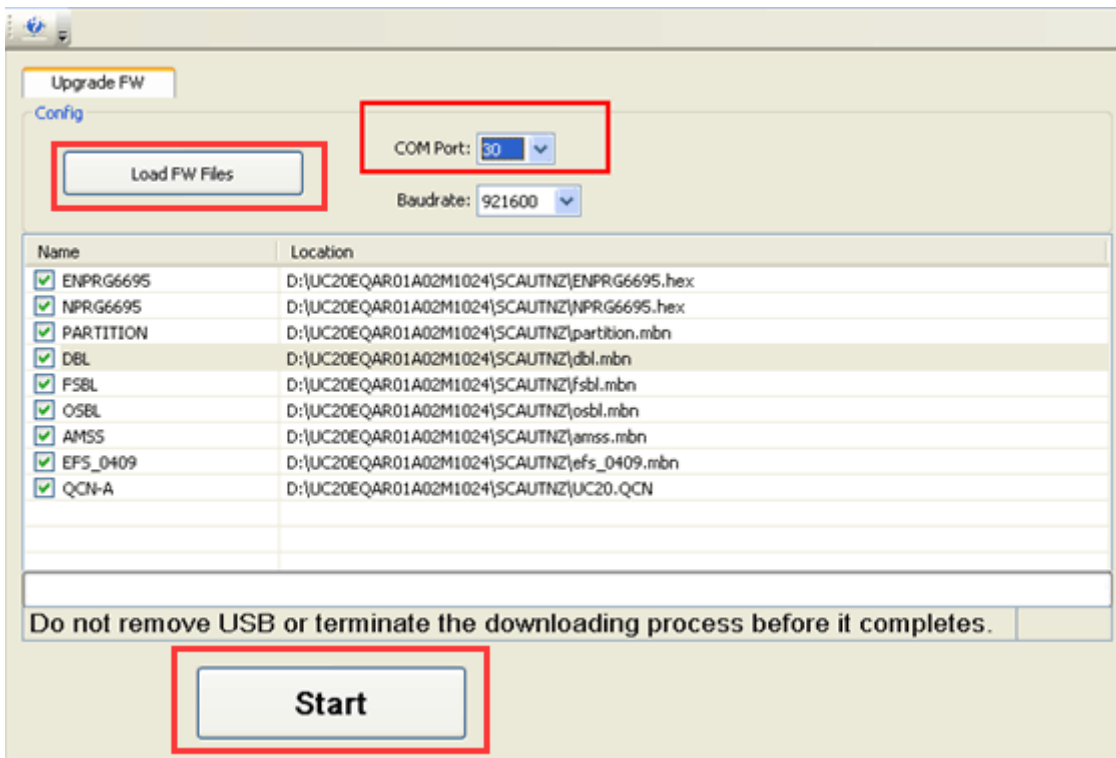 Upgrade FW
Config
Load FW Files
COM Port: 30
Baudrate: 921600
Name Location
ENPRG6695 D:\UC20EQAR01A02M1024\SCAUTNZ\ENPRG6695.hex
NPRG6695 D:\UC20EQAR01A02M1024\SCAUTNZ\NPRG6695.hex
PARTITION D:\UC20EQAR01A02M1024\SCAUTNZ\partition.mbn
DBL D:\UC20EQAR01A02M1024\SCAUTNZ\dbl.mbn
FSBL D:\UC20EQAR01A02M1024\SCAUTNZ\fsbl.mbn
OSBL D:\UC20EQAR01A02M1024\SCAUTNZ\osbl.mbn
AMSS D:\UC20EQAR01A02M1024\SCAUTNZ\amss.mbn
EFS_0409 D:\UC20EQAR01A02M1024\SCAUTNZ\efs_0409.mbn
QCN-A D:\UC20EQAR01A02M1024\SCAUTNZ\UC20.QCN
Do not remove USB or terminate the downloading process before it completes.
Start